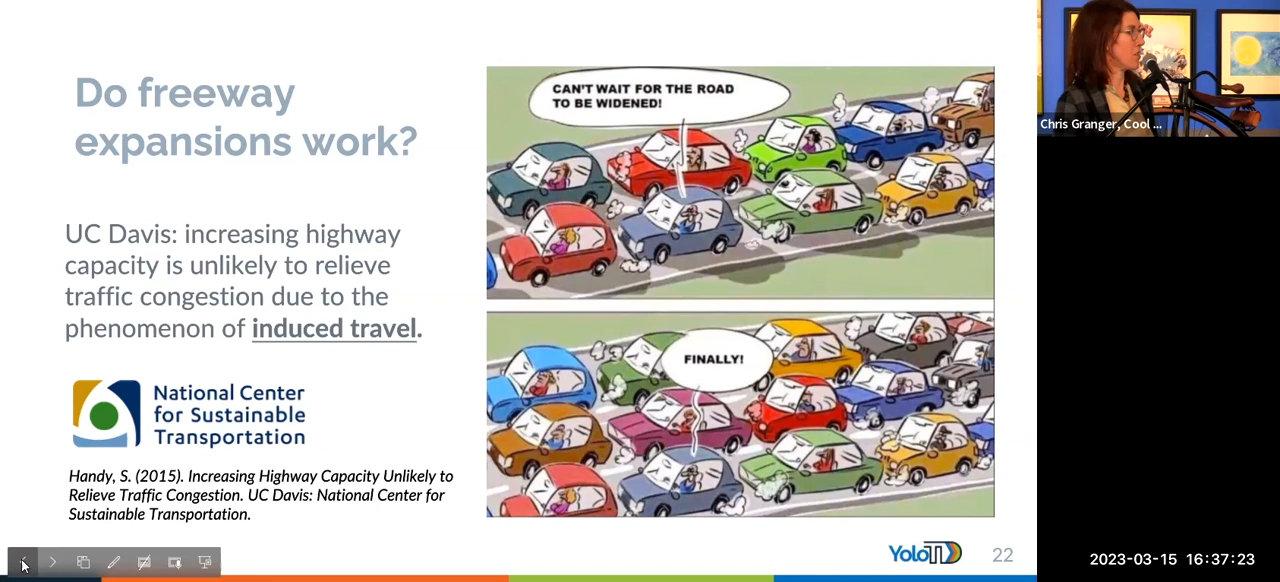 Do freeway
expansions work?
UC Davis: increasing highway
capacity is unlikely to relieve
traffic congestion due to the
phenomenon of induced travel.
National Center
for Sustainable
Transportation
Handy, S. (2015). Increasing Highway Capacity Unlikely to
Relieve Traffic Congestion. UC Davis: National Center for
Sustainable Transportation.
CAN'T WAIT FOR THE ROAD
TO BE WIDENED!
FINALLY!
YoloTD
22
Chris Granger, Cool ...
2023-03-15 16:37:23